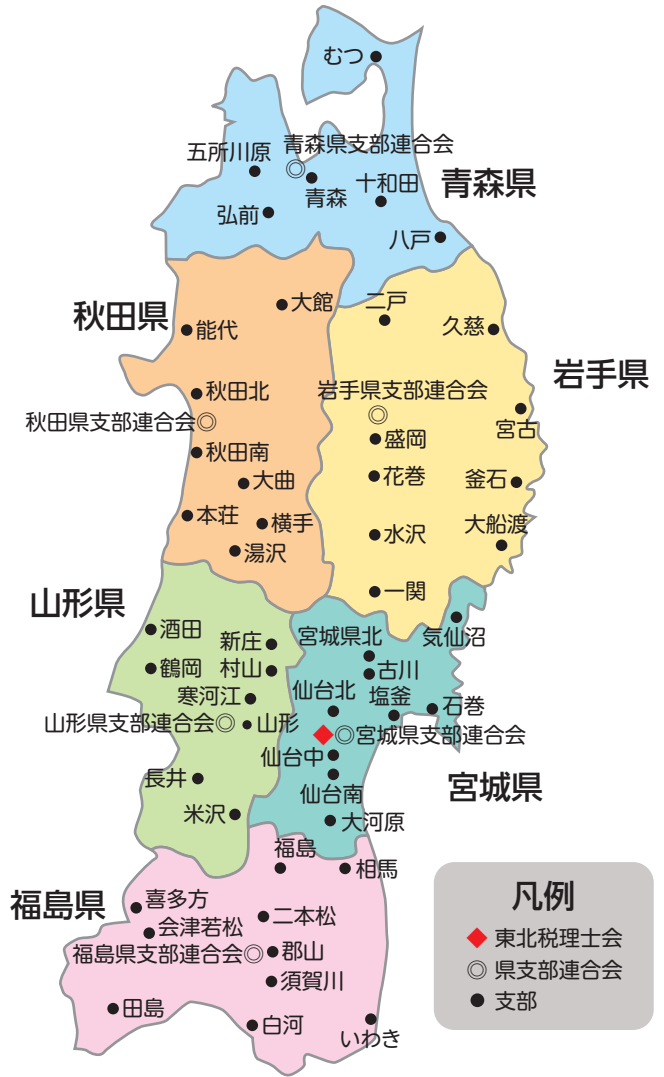 むつ
青森県支部連合会
五所川原
青森
十和田
青森県
弘前
八戸
大館
二戸
秋田県
能代
久慈
岩手県
秋田北
岩手県支部連合会
宮古
秋田県支部連合会
盛岡
秋田南
花巻
釜石
大曲
本荘
横手
大船渡
水沢
湯沢
一関
山形県
酒田
新庄
宮城県北
気仙沼
鶴岡
村山
古川
寒河江
仙台北
塩釜
石巻
山形県支部連合会
山形
宮城県支部連合会
仙台中
長井
仙台南
宮城県
米沢
大河原
福島
相馬
福島県
喜多方
会津若松
二本松
福島県支部連合会
郡山
須賀川
田島
白河
いわき
凡例
東北税理士会
県支部連合会
支部